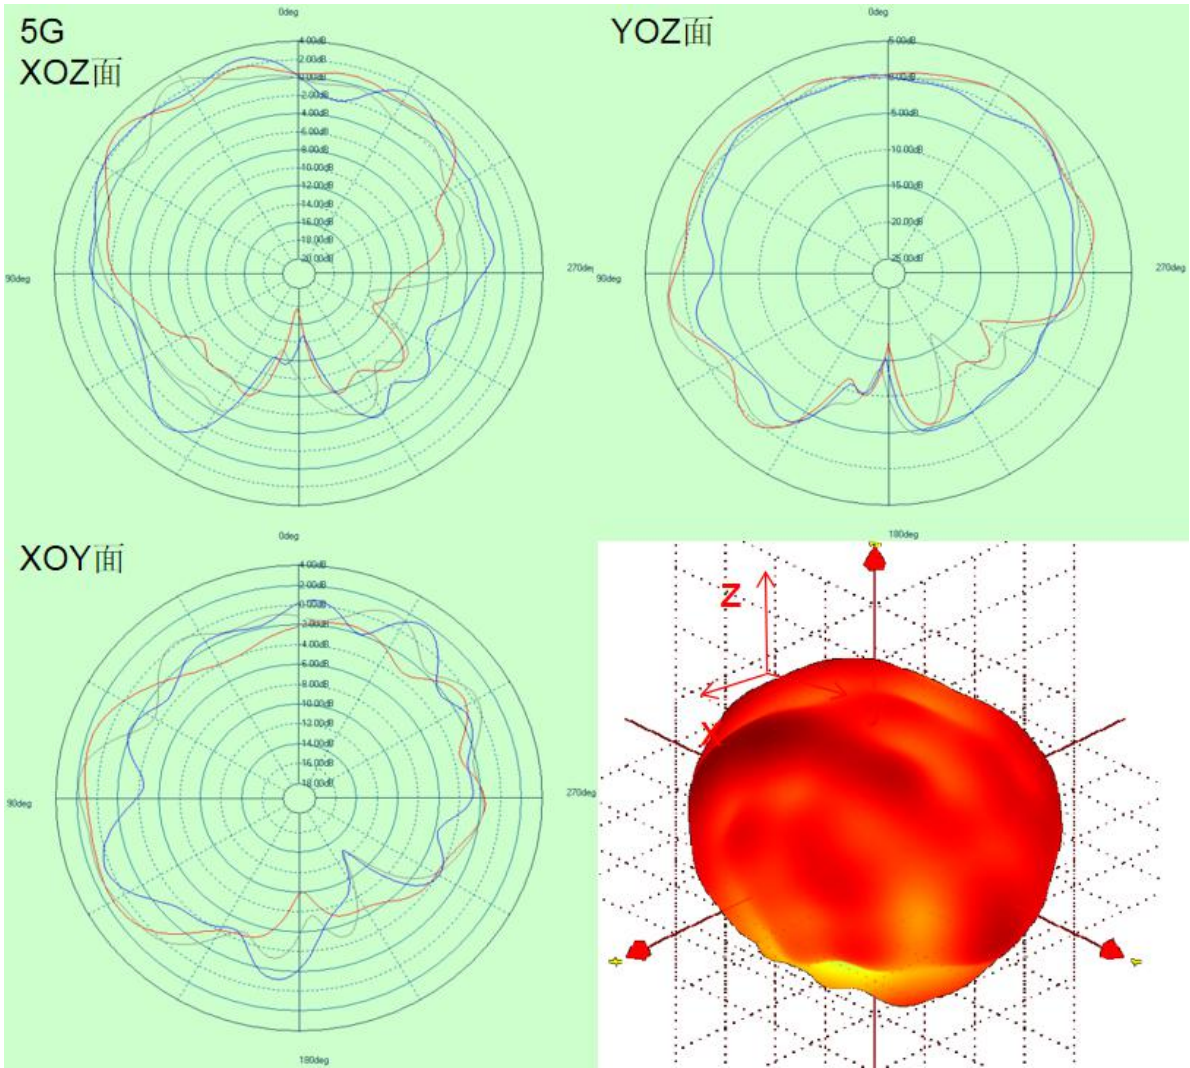 5G
XOZ面
0deg
4.00dB
2.00dB
0.00dB
2.00dB
4.00dB
6.00dB
8.00dB
10.00dB
12.00dB
14.00dB
16.00dB
18.00dB
20.00dB
90deg
270deg
YOZ面
0deg
5.00dB
0.00dB
5.00dB
10.00dB
15.00dB
20.00dB
25.00dB
90deg
270deg
180deg
XOY面
0deg
4.00dB
2.00dB
0.00dB
2.00dB
4.00dB
6.00dB
8.00dB
10.00dB
12.00dB
14.00dB
16.00dB
18.00dB
90deg
270deg
180deg
Z
X